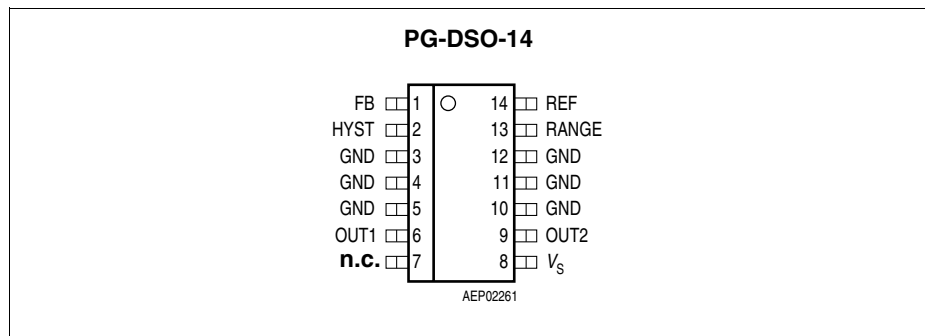 PG-DSO-14
FB 1 14 REF
HYST 2 13 RANGE
GND 3 12 GND
GND 4 11 GND
GND 5 10 GND
OUT1 6 9 OUT2
n.c. 7 8 VS
AEP02261